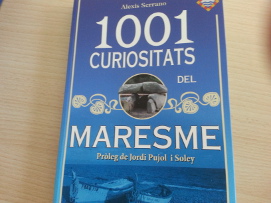 Alexis Serrano
1001
CURIOSITATS
DEL
MARESME
Pròleg de Jordi Pujol i Soley